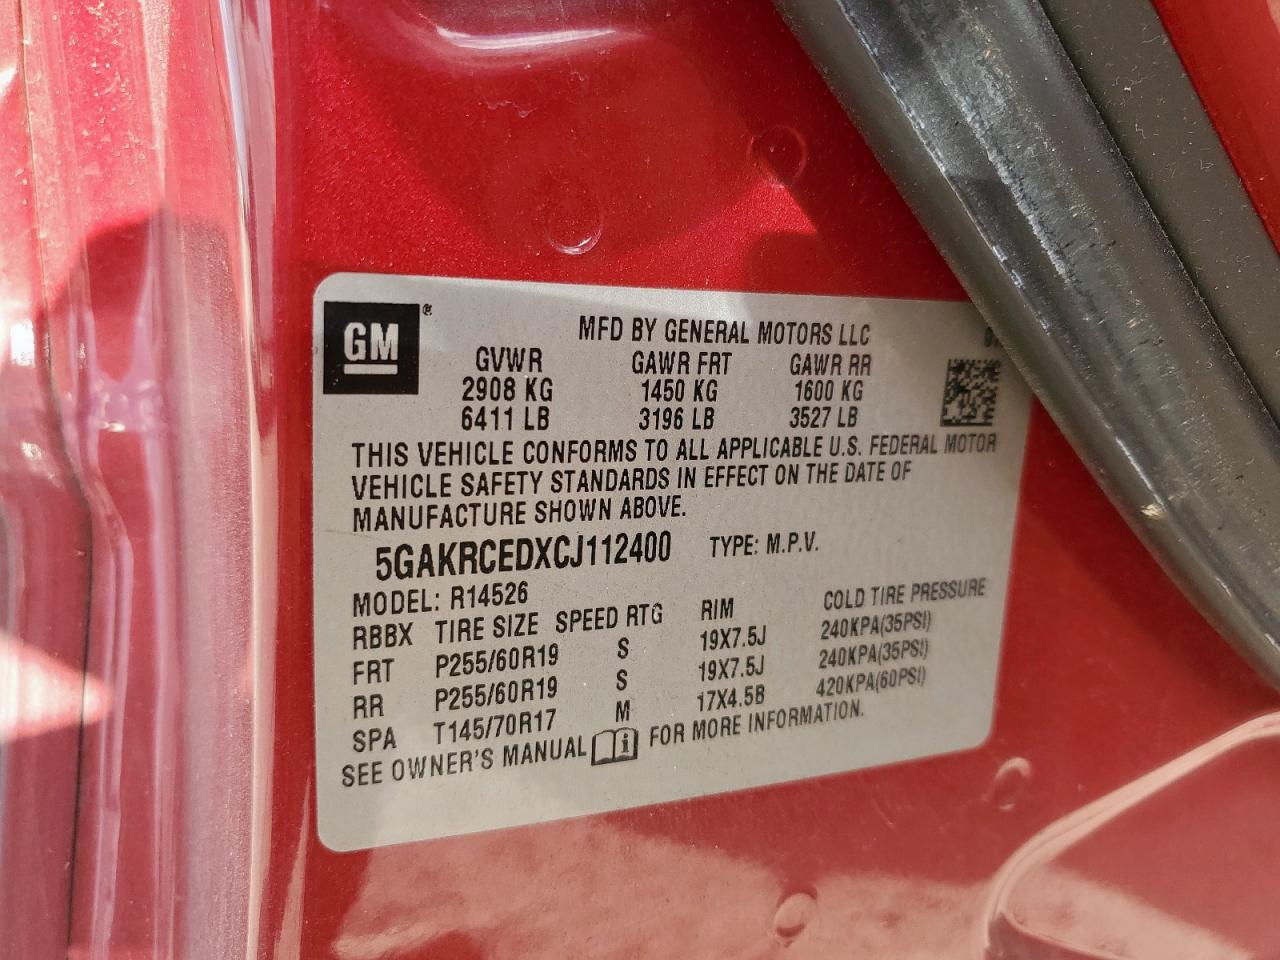 GM ®
MFD BY GENERAL MOTORS LLC
GVWR GAWR FRT GAWR RR
2908 KG 1450 KG 1600 KG
6411 LB 3196 LB 3527 LB
THIS VEHICLE CONFORMS TO ALL APPLICABLE U.S. FEDERAL MOTOR
VEHICLE SAFETY STANDARDS IN EFFECT ON THE DATE OF
MANUFACTURE SHOWN ABOVE.
5GAKRCEDXCJ112400 TYPE: M.P.V.
MODEL: R14526
RBBX TIRE SIZE SPEED RTG RIM COLD TIRE PRESSURE
FRT P255/60R19 S 19X7.5J 240KPA(35PSI)
RR P255/60R19 S 19X7.5J 240KPA(35PSI)
SPA T145/70R17 M 17X4.5B 420KPA(60PSI)
SEE OWNER'S MANUAL FOR MORE INFORMATION.